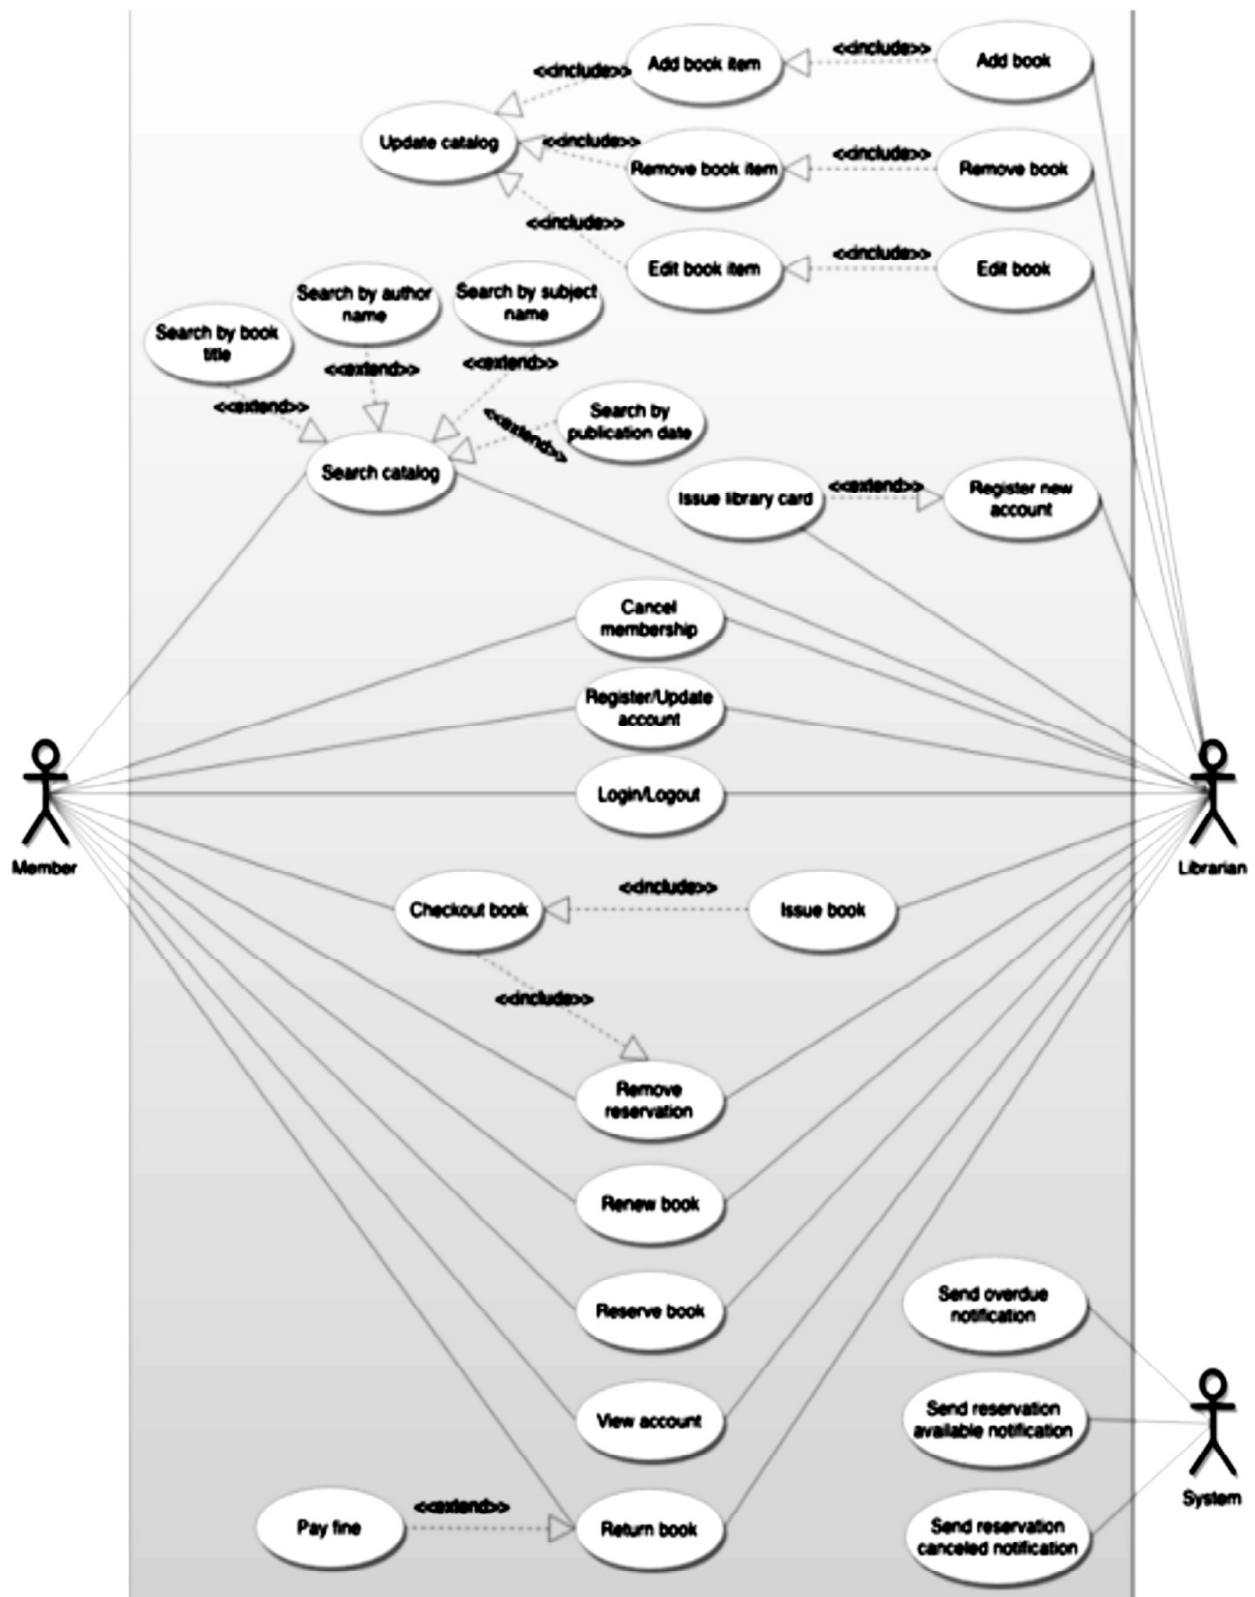 <<include>>
Add book item
<<include>>
Add book
Update catalog
<<include>>
Remove book item
<<include>>
Remove book
<<include>>
Edit book item
<<include>>
Edit book
Search by book
title
Search by author
name
Search by subject
name
<<extend>>
<<extend>>
<<extend>>
<<extend>>
Search by
publication date
Search catalog
Issue library card
<<extend>>
Register new
account
Cancel
membership
Register/Update
account
Login/Logout
Member
Librarian
Checkout book
<<include>>
Issue book
<<include>>
Remove
reservation
Renew book
Reserve book
Send overdue
notification
View account
Send reservation
available notification
System
Pay fine
<<extend>>
Return book
Send reservation
canceled notification